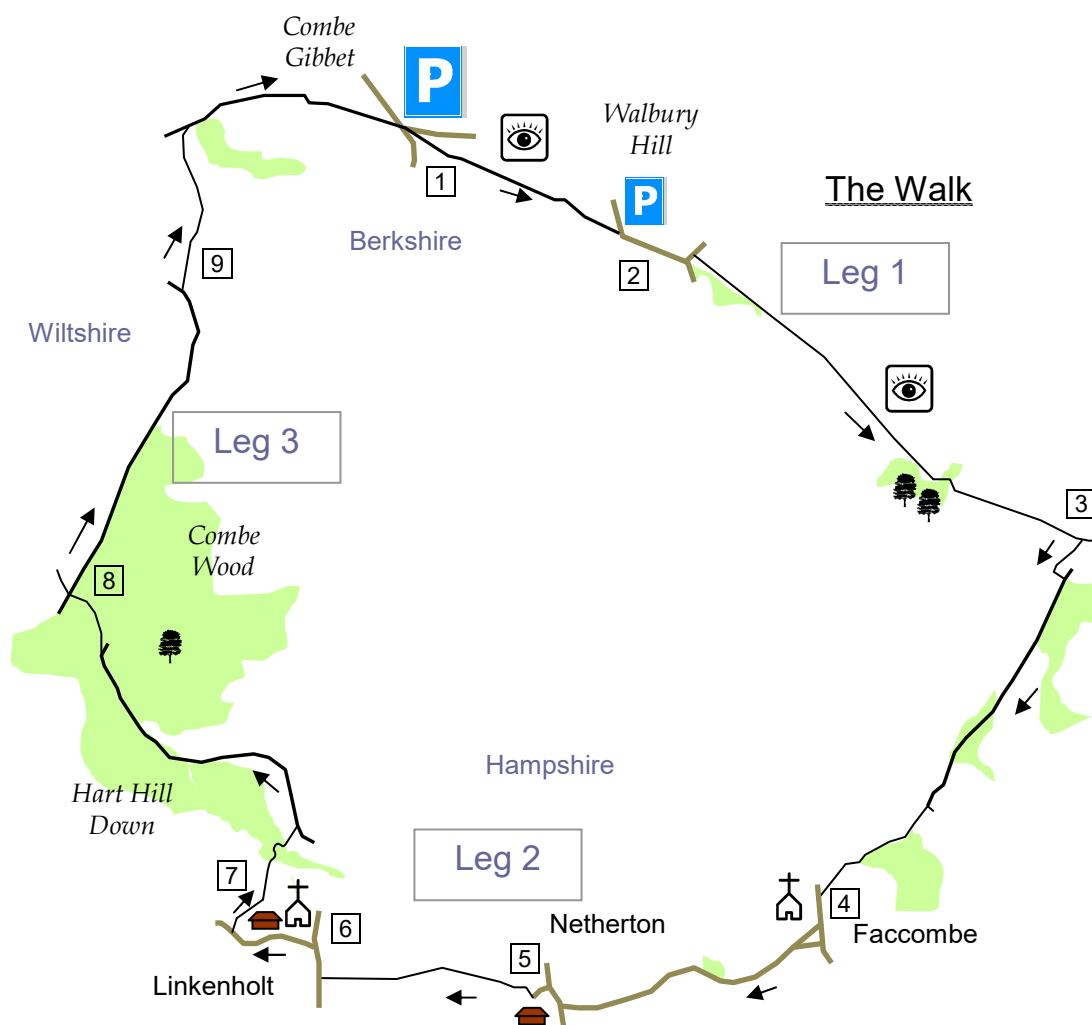 Combe
Gibbet
P
Walbury
Hill
P
The Walk
1
Berkshire
2
Leg 1
9
Wiltshire
Leg 3
3
Combe
Wood
8
Hampshire
Hart Hill
Down
Leg 2
7
6
4
Netherton
Faccombe
5
Linkenholt